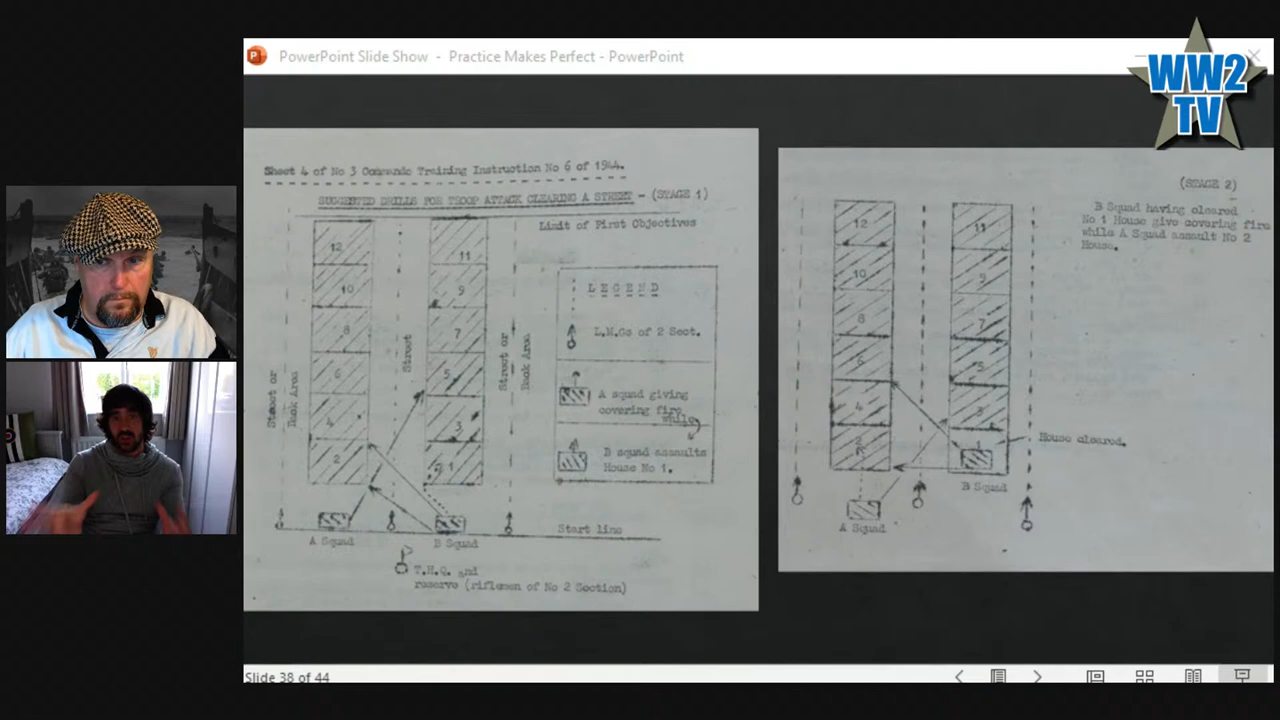 PowerPoint Slide Show - Practice Makes Perfect - PowerPoint
WW2
TV
Sheet 4 of No 3 Commando Training Instruction No 6 of 1944.
SUGGESTED DRILLS FOR TROOP ATTACK CLEARING A STREET - (STAGE 1)
Limit of First Objectives
12
11
10
9
8
7
6
5
4
3
2
1
Street or
Back Area
Street
Street or
Back Area
LEGEND
L.M.Gs of 2 Sect.
A squad giving
covering fire
while
B squad assaults
House No 1.
Start line
A Squad
B Squad
T.H.Q. and
reserve (riflemen of No 2 Section)
(STAGE 2)
B Squad having cleared
No 1 House give covering fire
while A Squad assault No 2
House.
12
11
10
9
8
7
6
5
4
3
2
1
House cleared.
B Squad
A Squad
Slide 38 of 44